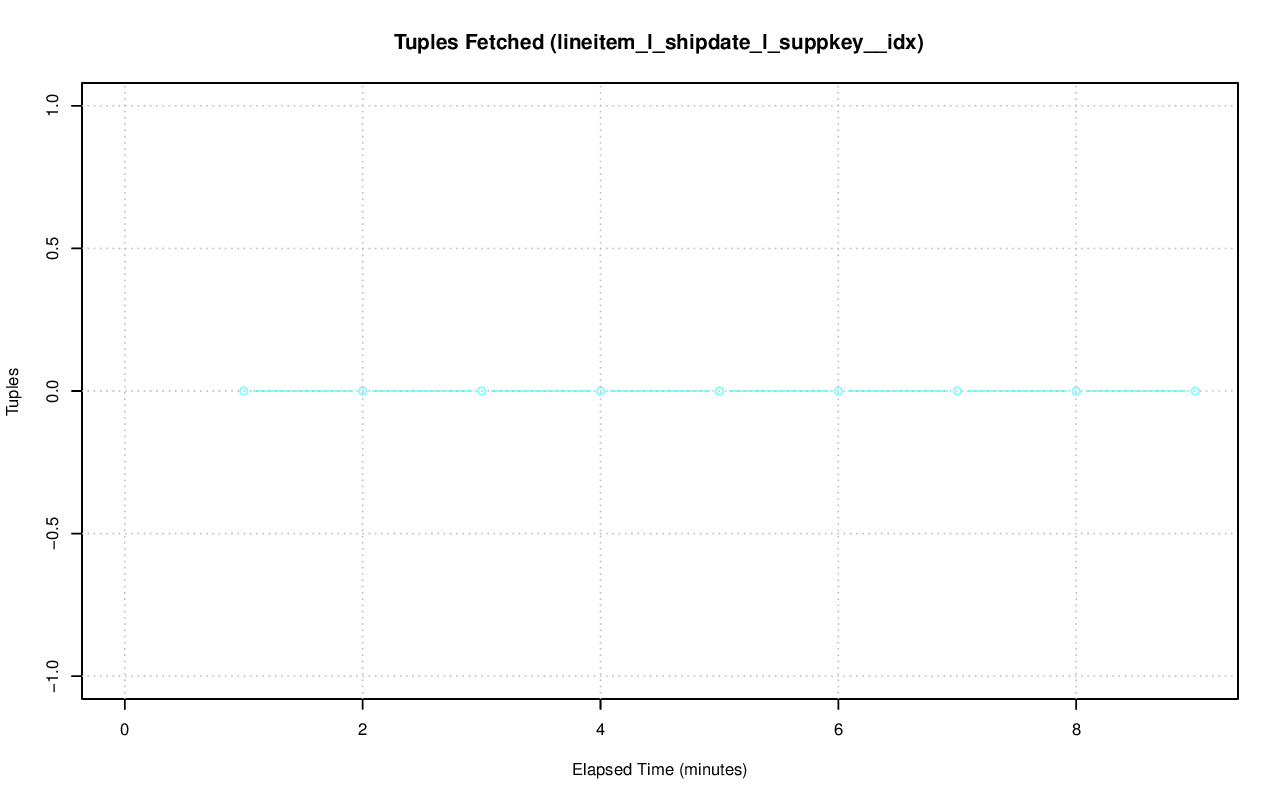 Tuples Fetched (lineitem_l_shipdate_l_suppkey__idx)
1.0
0.5
0.0
−0.5
−1.0
Tuples
0 2 4 6 8
Elapsed Time (minutes)